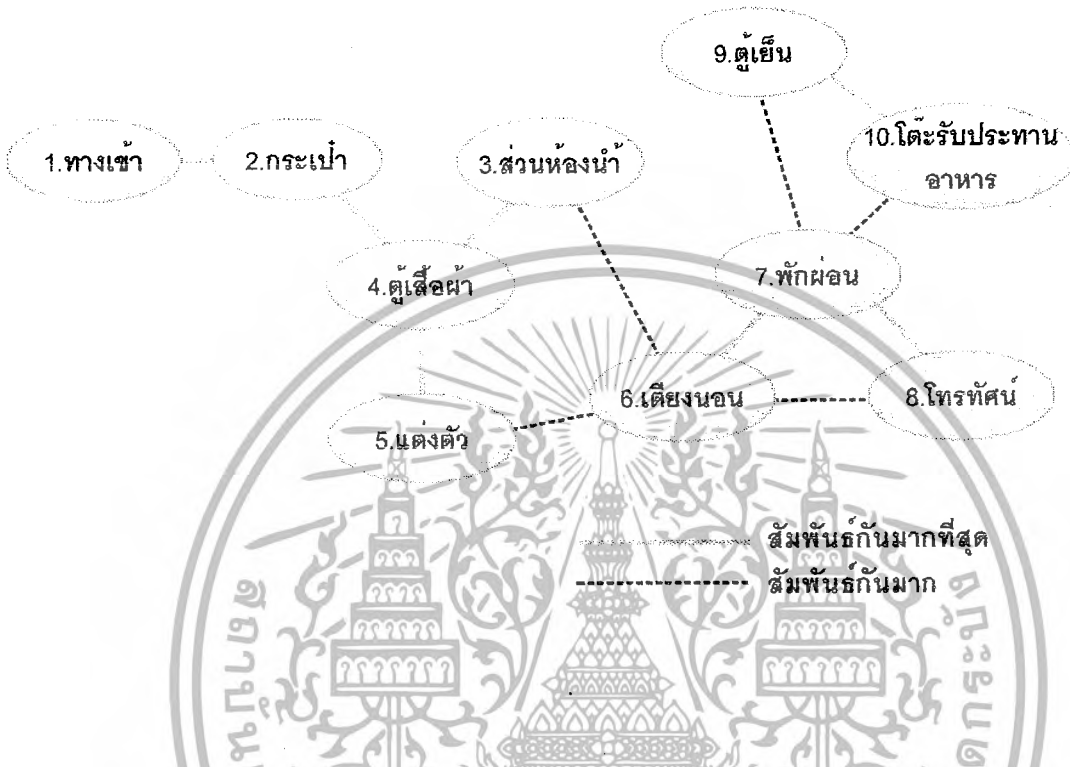 9.ตู้เย็น
1.ทางเข้า
2.กระเป๋า
3.ส่วนห้องน้ำ
10.โต๊ะรับประทาน
อาหาร
4.ตู้เสื้อผ้า
7.พักผ่อน
6.เตียงนอน
8.โทรทัศน์
5.แต่งตัว
สัมพันธ์กันมากที่สุด
สัมพันธ์กันมาก